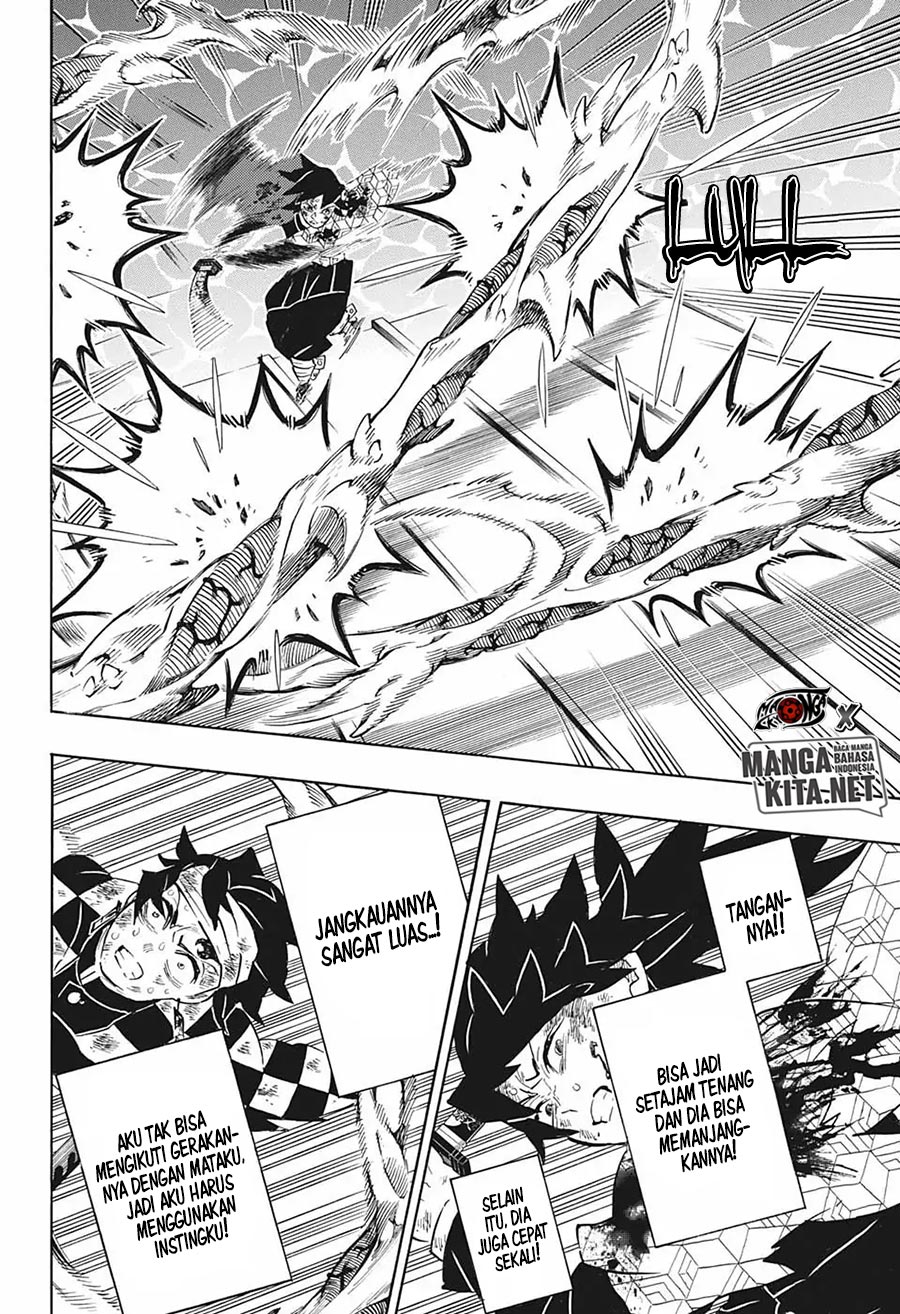 LULL
MANGA
KITA.NET
BACA MANGA
BAHASA
INDONESIA
X
TANGAN-
NYA!!
BISA JADI
SETAJAM TENANG
DAN DIA BISA
MEMANJANG-
KANNYA!
SELAIN
ITU, DIA
JUGA CEPAT
SEKALI!
JANGKAUANNYA
SANGAT LUAS...!
AKU TAK BISA
MENGIKUTI GERAKAN-
NYA DENGAN MATAKU,
JADI AKU HARUS
MENGGUNAKAN
INSTINGKU!